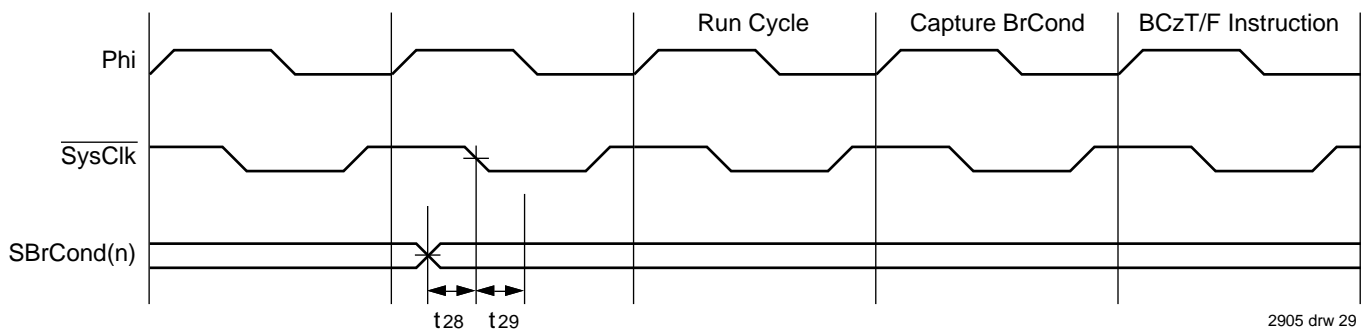 Run Cycle
Capture BrCond
BCzT/F Instruction
Phi
SysClk
SBrCond(n)
t28
t29
2905 drw 29